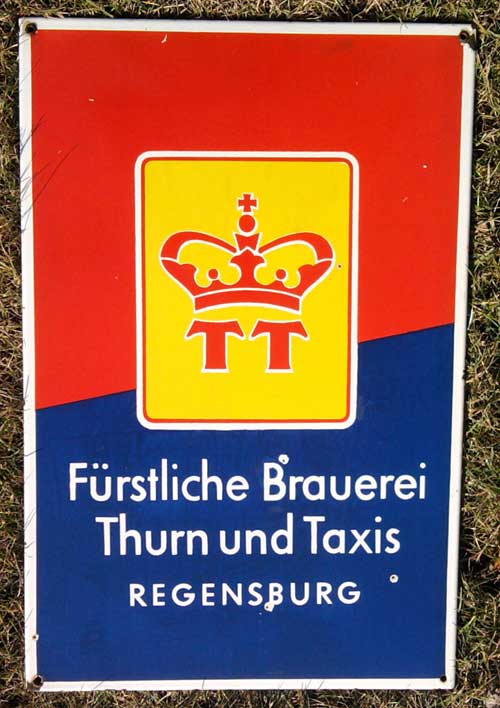 TT
Fürstliche Brauerei
Thurn und Taxis
REGENSBURG